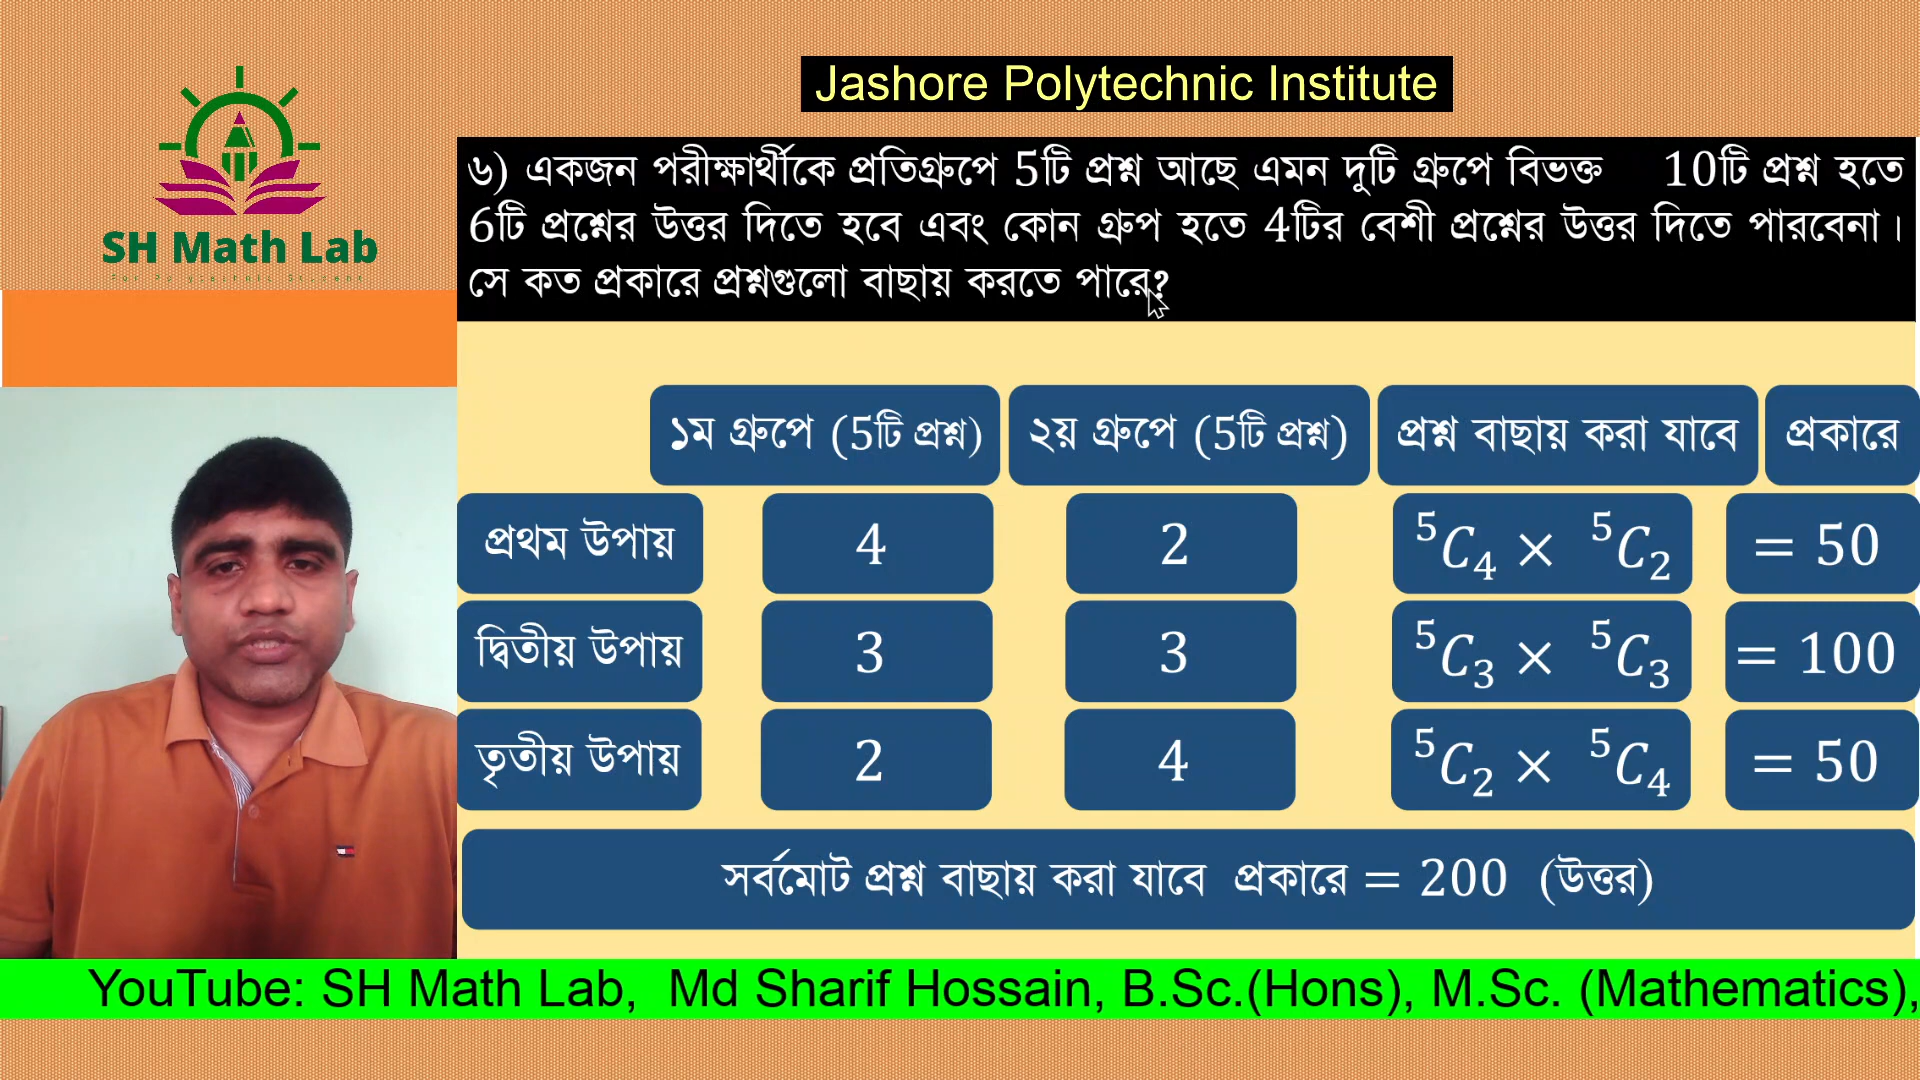 Jashore Polytechnic Institute
SH Math Lab
For Polytechnic Student
৬) একজন পরীক্ষার্থীকে প্রতিগ্রুপে 5টি প্রশ্ন আছে এমন দুটি গ্রুপে বিভক্ত 10টি প্রশ্ন হতে
6টি প্রশ্নের উত্তর দিতে হবে এবং কোন গ্রুপ হতে 4টির বেশী প্রশ্নের উত্তর দিতে পারবেনা।
সে কত প্রকারে প্রশ্নগুলো বাছায় করতে পারে?
১ম গ্রুপে (5টি প্রশ্ন) ২য় গ্রুপে (5টি প্রশ্ন) প্রশ্ন বাছায় করা যাবে প্রকারে
প্রথম উপায় 4 2 ⁵C₄ × ⁵C₂ = 50
দ্বিতীয় উপায় 3 3 ⁵C₃ × ⁵C₃ = 100
তৃতীয় উপায় 2 4 ⁵C₂ × ⁵C₄ = 50
সর্বমোট প্রশ্ন বাছায় করা যাবে প্রকারে = 200 (উত্তর)
YouTube: SH Math Lab, Md Sharif Hossain, B.Sc.(Hons), M.Sc. (Mathematics),